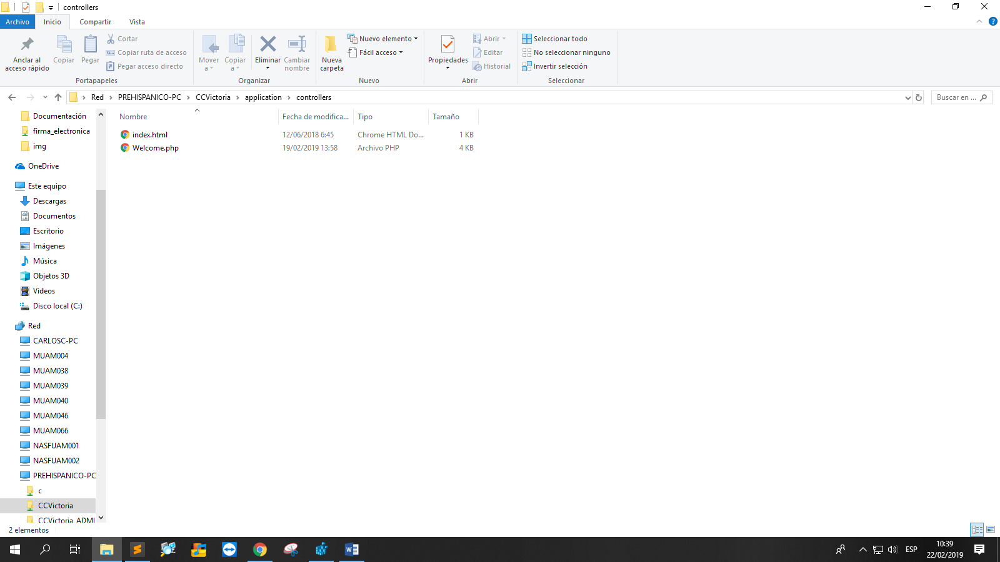 controllers
Archivo Inicio Compartir Vista
Anclar al acceso rápido
Copiar
Pegar
Cortar
Copiar ruta de acceso
Pegar acceso directo
Portapapeles
Mover a
Copiar a
Eliminar
Cambiar nombre
Organizar
Nueva carpeta
Nuevo elemento
Fácil acceso
Nuevo
Propiedades
Abrir
Editar
Historial
Abrir
Seleccionar todo
No seleccionar ninguno
Invertir selección
Seleccionar
Red > PREHISPANICO-PC > CCVictoria > application > controllers
Buscar en ...
Nombre Fecha de modifica... Tipo Tamaño
index.html 12/06/2018 6:45 Chrome HTML Do... 1 KB
Welcome.php 19/02/2019 13:58 Archivo PHP 4 KB
Documentación
firma_electronica
img
OneDrive
Este equipo
Descargas
Documentos
Escritorio
Imágenes
Música
Objetos 3D
Videos
Disco local (C:)
Red
CARLOSC-PC
MUAM004
MUAM038
MUAM039
MUAM040
MUAM046
MUAM066
NASFUAM001
NASFUAM002
PREHISPANICO-PC
c
CCVictoria
CCVictoria_ADMI
2 elementos
ESP
10:39
22/02/2019